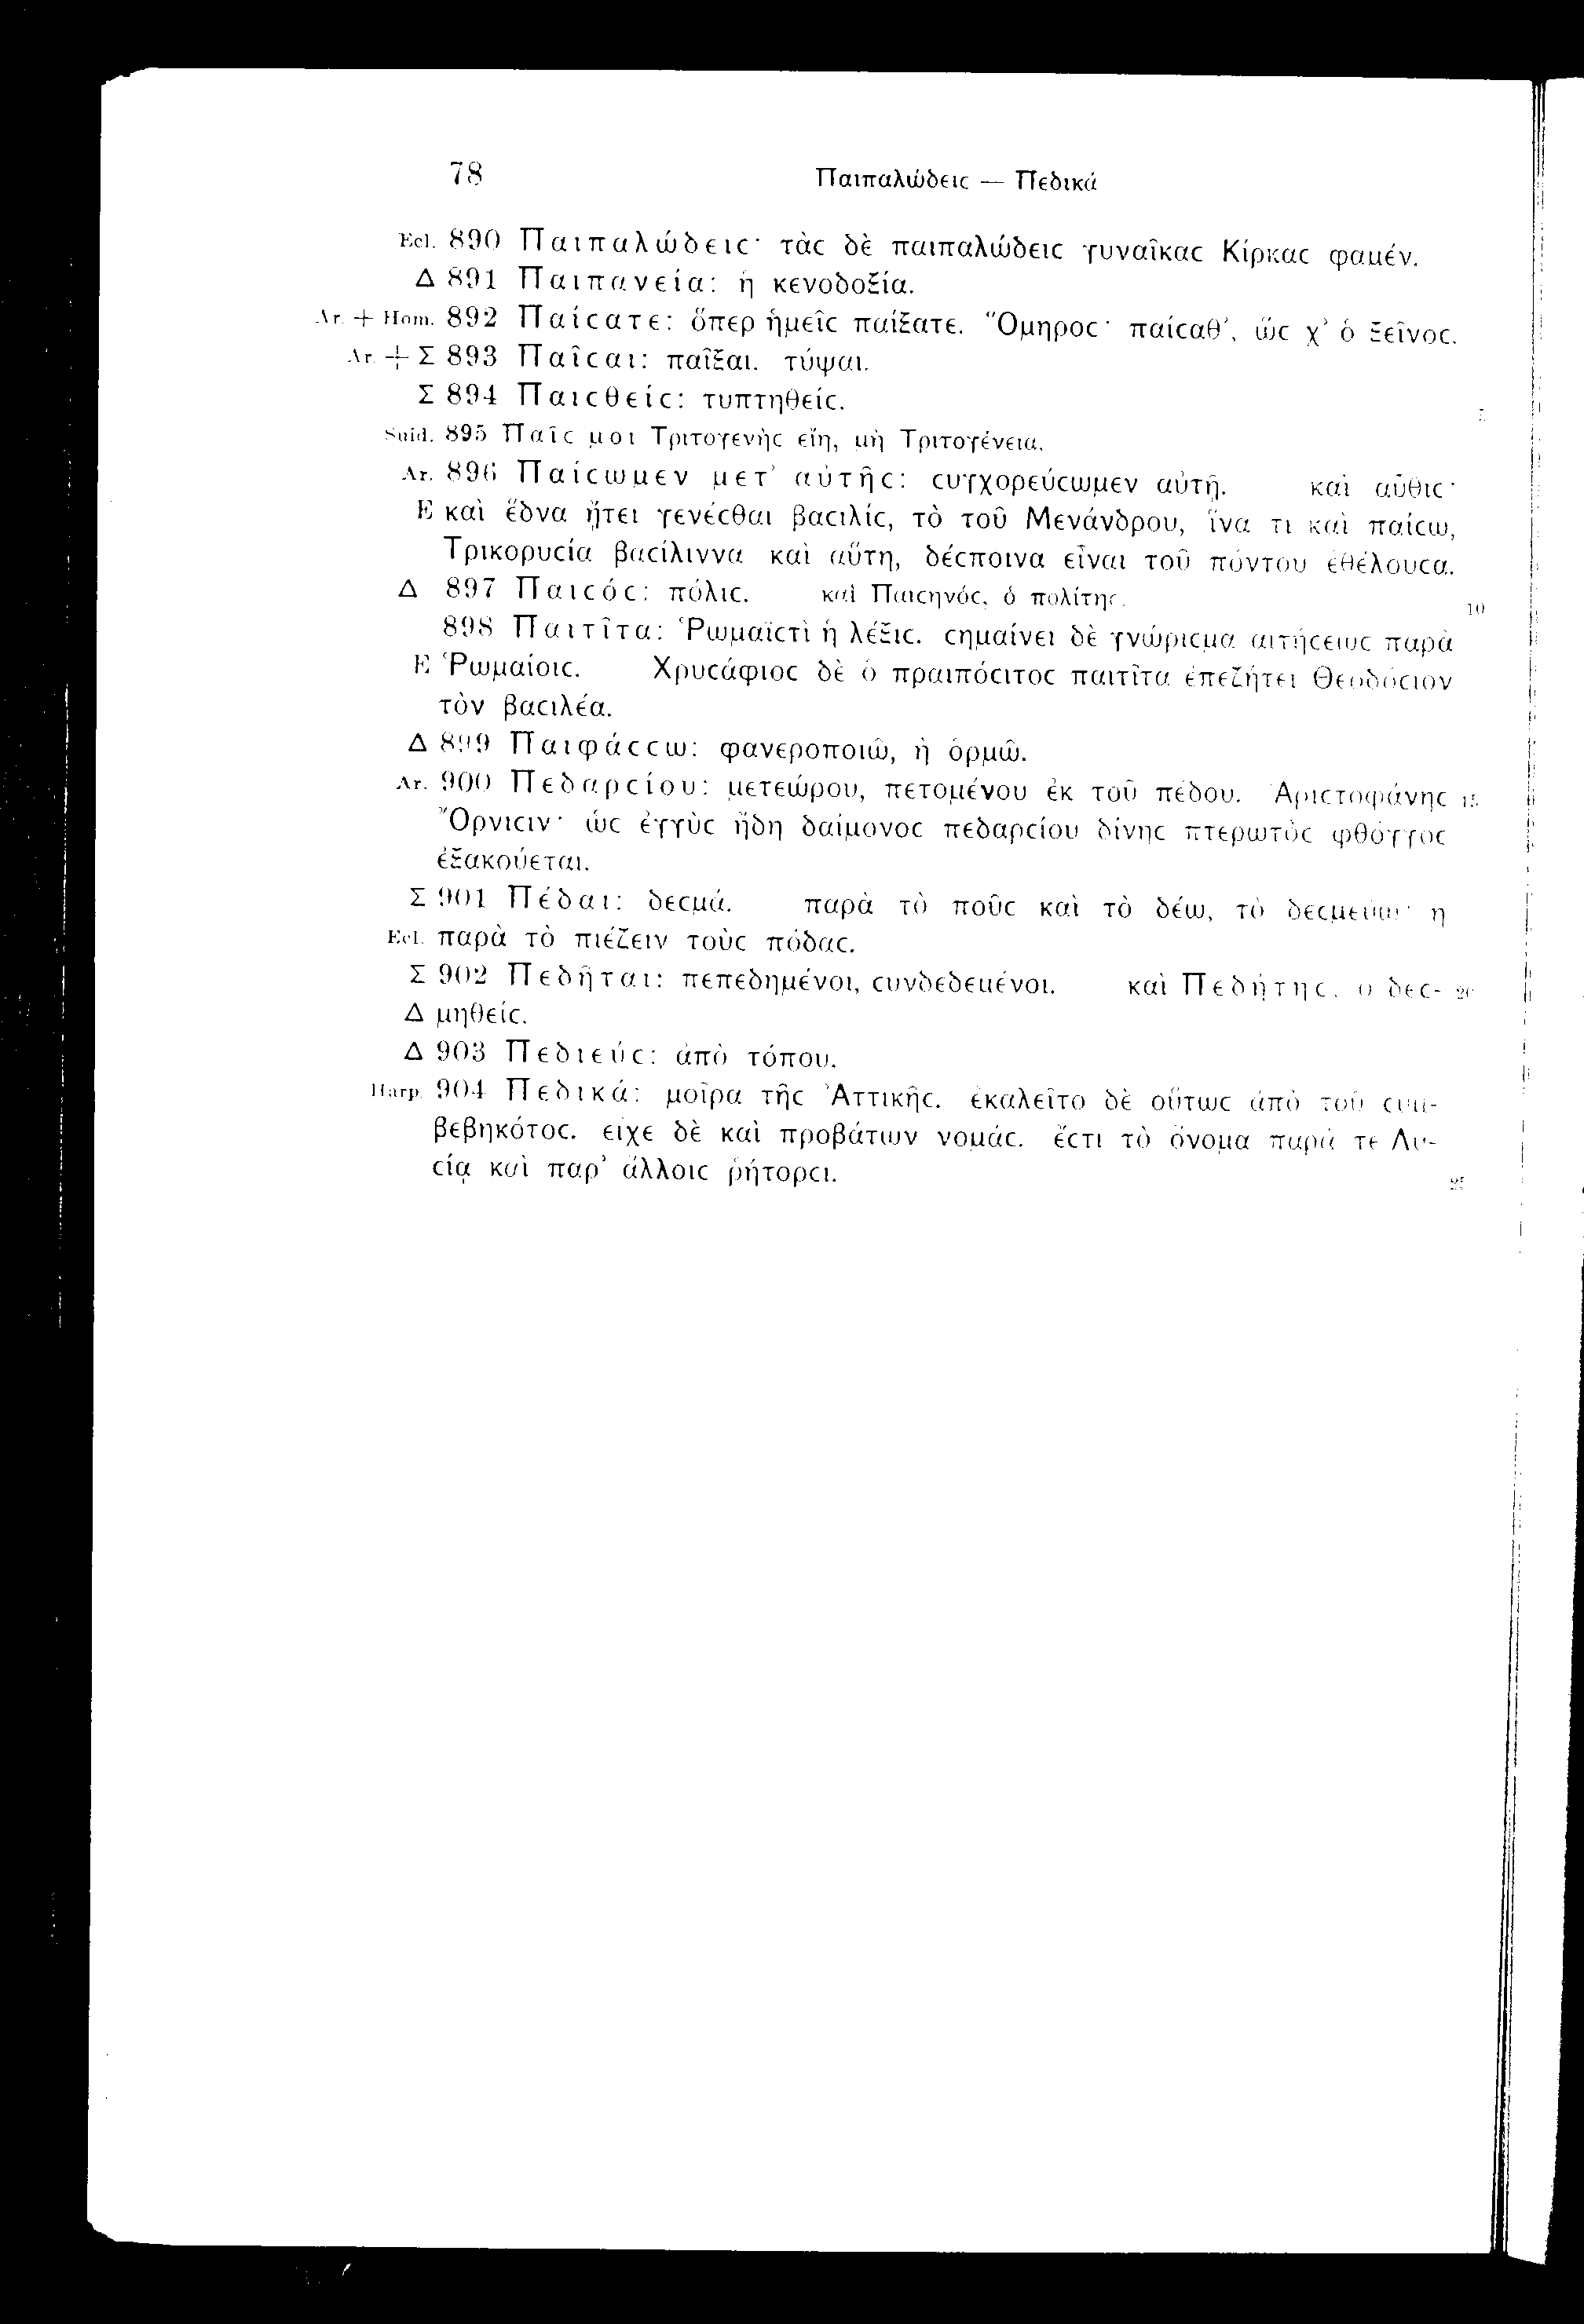 78 Παιπαλώδειϲ — Πεδικά
Ecl. 890 Παιπαλώδειϲ· τὰϲ δὲ παιπαλώδειϲ γυναῖκαϲ Κίρκαϲ φαμέν.
Δ 891 Παιπανεία: ἡ κενοδοξία.
Ar. + Hom. 892 Παίϲατε: ὅπερ ἡμεῖϲ παίξατε. Ὅμηροϲ· παίϲαθ', ὥϲ χ' ὁ ξεῖνοϲ.
Ar. + Σ 893 Παῖϲαι: παῖξαι. τύψαι.
Σ 894 Παιϲθείϲ: τυπτηθείϲ. 5
Suid. 895 Παῖϲ μοι Τριτογενὴϲ εἴη, μὴ Τριτογένεια.
Ar. 896 Παίϲωμεν μετ' αὐτῆϲ: ϲυγχορεύϲωμεν αὐτῇ. καὶ αὖθιϲ·
E καὶ ἕδνα ᾔτει γενέϲθαι βαϲιλίϲ, τὸ τοῦ Μενάνδρου, ἵνα τι καὶ παίϲω,
Τρικορυϲία βαϲίλιννα καὶ αὕτη, δέϲποινα εἶναι τοῦ πόντου ἐθέλουϲα.
Δ 897 Παιϲόϲ: πόλιϲ. καὶ Παιϲηνόϲ, ὁ πολίτηϲ. 10
898 Παιτῖτα: Ῥωμαϊϲτὶ ἡ λέξιϲ. ϲημαίνει δὲ γνώριϲμα αἰτήϲεωϲ παρὰ
E Ῥωμαίοιϲ. Χρυϲάφιοϲ δὲ ὁ πραιπόϲιτοϲ παιτῖτα ἐπεζήτει Θεοδόϲιον
τὸν βαϲιλέα.
Δ 899 Παιφάϲϲω: φανεροποιῶ, ἢ ὁρμῶ.
Ar. 900 Πεδαρϲίου: μετεώρου, πετομένου ἐκ τοῦ πέδου. Ἀριϲτοφάνηϲ 15
Ὄρνιϲιν· ὡϲ ἐγγὺϲ ἤδη δαίμονοϲ πεδαρϲίου δίνηϲ πτερωτὸϲ φθόγγοϲ
ἐξακούεται.
Σ 901 Πέδαι: δεϲμά. παρὰ τὸ ποῦϲ καὶ τὸ δέω, τὸ δεϲμεύω· ἢ
Ecl. παρὰ τὸ πιέζειν τοὺϲ πόδαϲ.
Σ 902 Πεδῆται: πεπεδημένοι, ϲυνδεδεμένοι. καὶ Πεδήτηϲ, ὁ δεϲ- 20
Δ μηθείϲ.
Δ 903 Πεδιεύϲ: ἀπὸ τόπου.
Harp. 904 Πεδικά: μοῖρα τῆϲ Ἀττικῆϲ. ἐκαλεῖτο δὲ οὕτωϲ ἀπὸ τοῦ ϲυμ-
βεβηκότοϲ. εἶχε δὲ καὶ προβάτων νομάϲ. ἔϲτι τὸ ὄνομα παρά τε Λυ-
ϲίᾳ καὶ παρ' ἄλλοιϲ ῥήτορϲι. 25